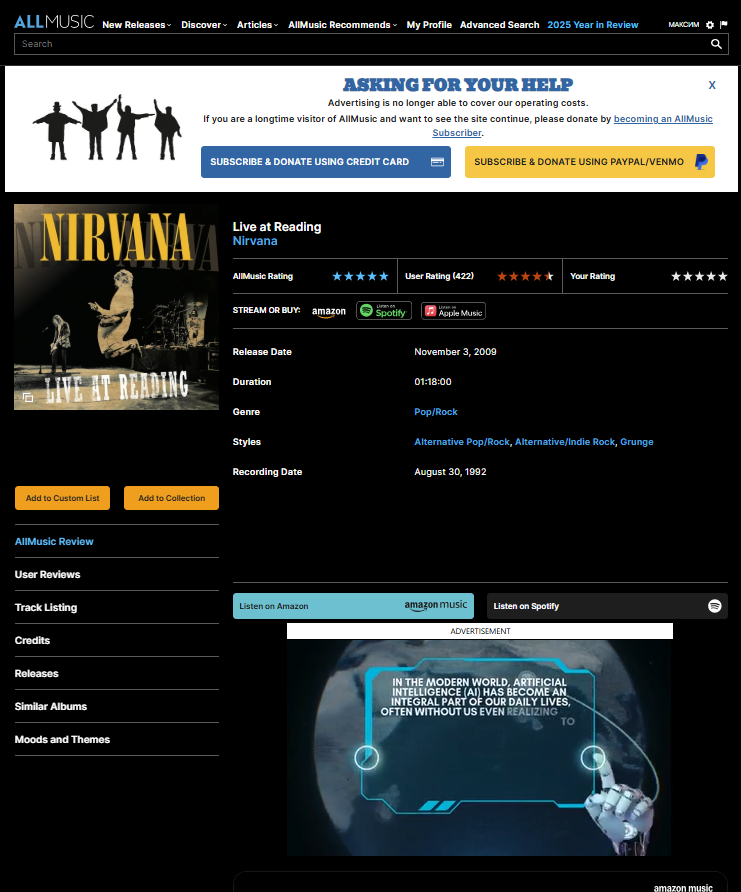 ALLMUSIC New Releases Discover Articles AllMusic Recommends My Profile Advanced Search 2025 Year in Review МАКСИМ
Search
ASKING FOR YOUR HELP X
Advertising is no longer able to cover our operating costs.
If you are a longtime visitor of AllMusic and want to see the site continue, please donate by becoming an AllMusic
Subscriber.
SUBSCRIBE & DONATE USING CREDIT CARD SUBSCRIBE & DONATE USING PAYPAL/VENMO
NIRVANA
LIVE AT READING
Live at Reading
Nirvana
AllMusic Rating User Rating (422) Your Rating
STREAM OR BUY: amazon Listen on Spotify Listen on Apple Music
Release Date November 3, 2009
Duration 01:18:00
Genre Pop/Rock
Styles Alternative Pop/Rock, Alternative/Indie Rock, Grunge
Recording Date August 30, 1992
Add to Custom List Add to Collection
AllMusic Review
User Reviews
Track Listing
Credits
Releases
Similar Albums
Moods and Themes
Listen on Amazon amazon music Listen on Spotify
ADVERTISEMENT
IN THE MODERN WORLD, ARTIFICIAL
INTELLIGENCE (AI) HAS BECOME AN
INTEGRAL PART OF OUR DAILY LIVES,
OFTEN WITHOUT US EVEN REALIZING
TO
amazon music